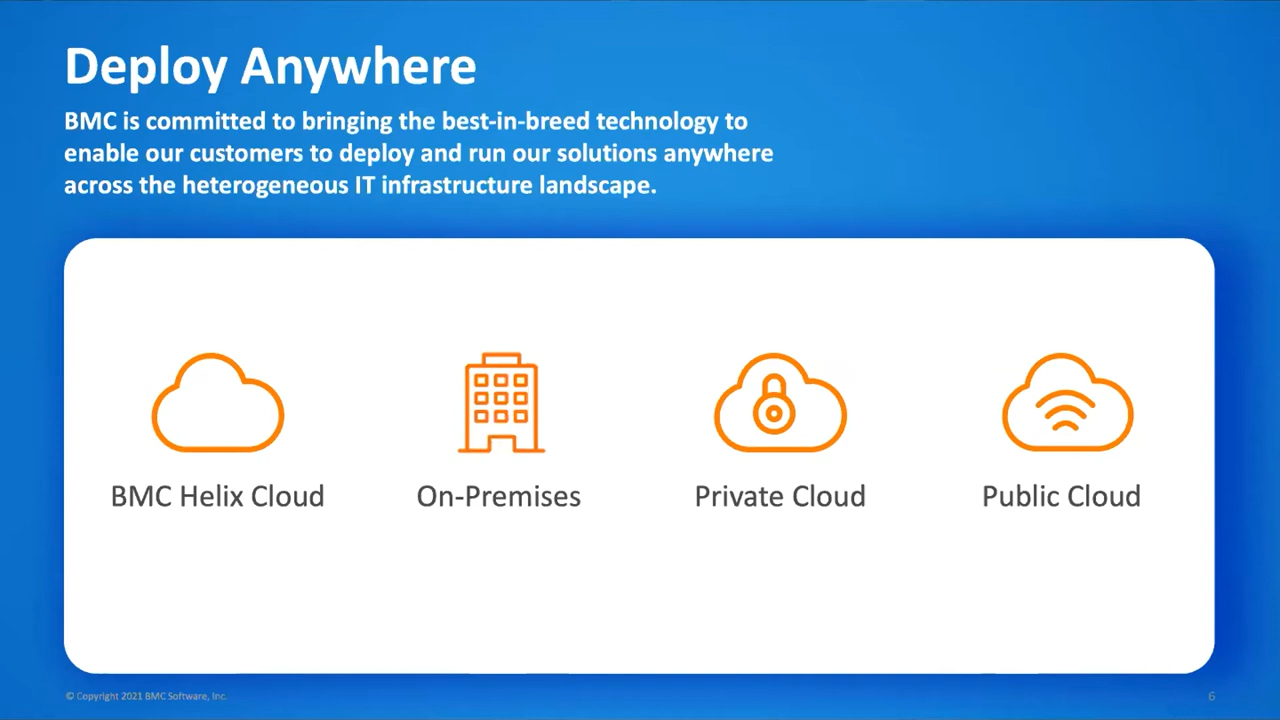 Deploy Anywhere
BMC is committed to bringing the best-in-breed technology to
enable our customers to deploy and run our solutions anywhere
across the heterogeneous IT infrastructure landscape.
BMC Helix Cloud
On-Premises
Private Cloud
Public Cloud
© Copyright 2021 BMC Software, Inc.
6